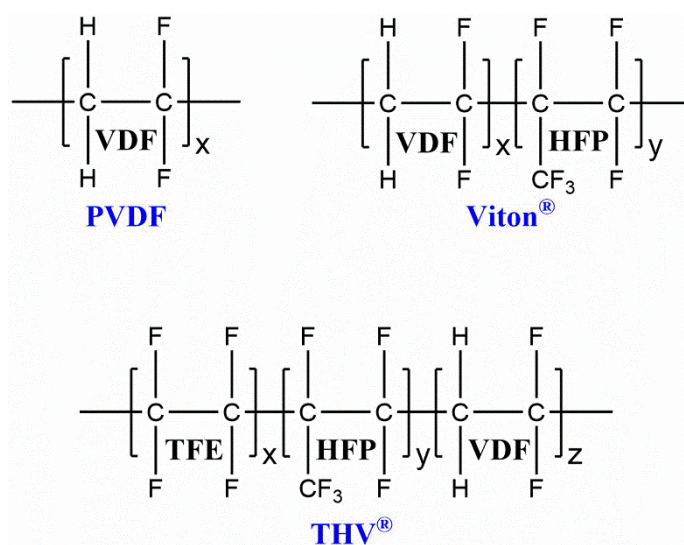 H F H F F F
C C C C C C
VDF x VDF x HFP y
H F H F CF3 F
PVDF Viton®
F F F F H F
C C C C C C
TFE x HFP y VDF z
F F CF3 F H F
THV®